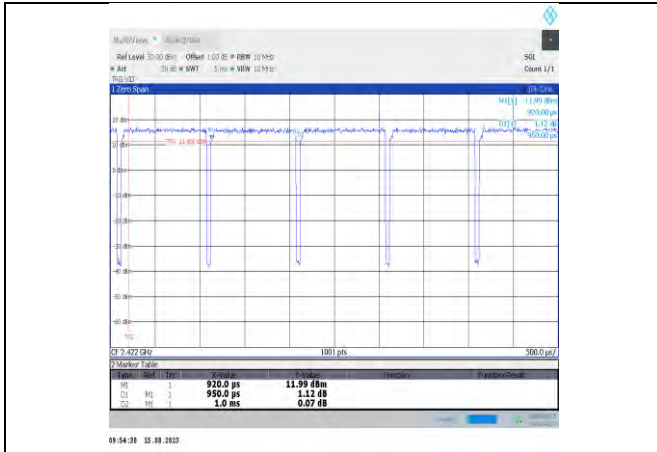 MultiView Spectrum
Ref Level 30.00 dBm Offset 1.00 dB RBW 10 MHz SGL
Att 30 dB SWT 5 ms VBW 10 MHz Count 1/1
TRG:VID
1 Zero Span
M1[1] 11.99 dBm
920.00 µs
D1[1] 1.12 dB
950.00 µs
20 dBm
10 dBm
0 dBm
-10 dBm
-20 dBm
-30 dBm
-40 dBm
-50 dBm
-60 dBm
TRG
CF 2.422 GHz 1001 pts 500.0 µs/
2 Marker Table
Type Ref Trc X-Value Y-Value Function Function Result
M1 1 920.0 µs 11.99 dBm
D1 M1 1 950.0 µs 1.12 dB
D2 M1 1 1.0 ms 0.07 dB
09:54:38 15.08.2023